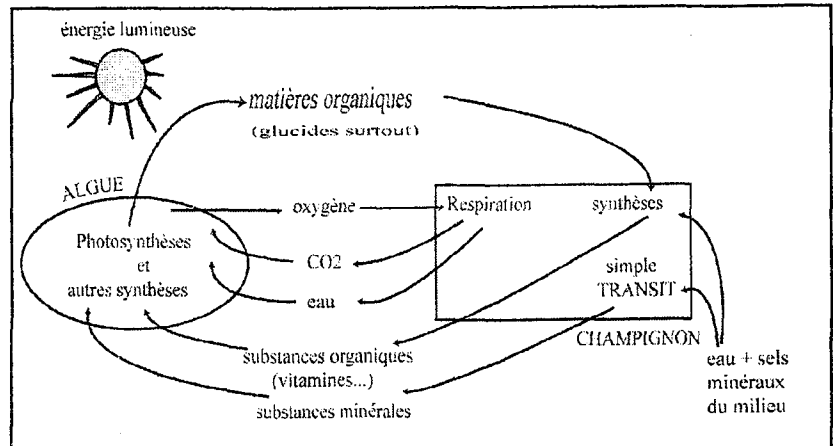 énergie lumineuse
matières organiques
(glucides surtout)
ALGUE
oxygène
Respiration
synthèses
Photosynthèses
et
autres synthèses
CO2
eau
simple
TRANSIT
CHAMPIGNON
substances organiques
(vitamines...)
substances minérales
eau + sels
minéraux
du milieu